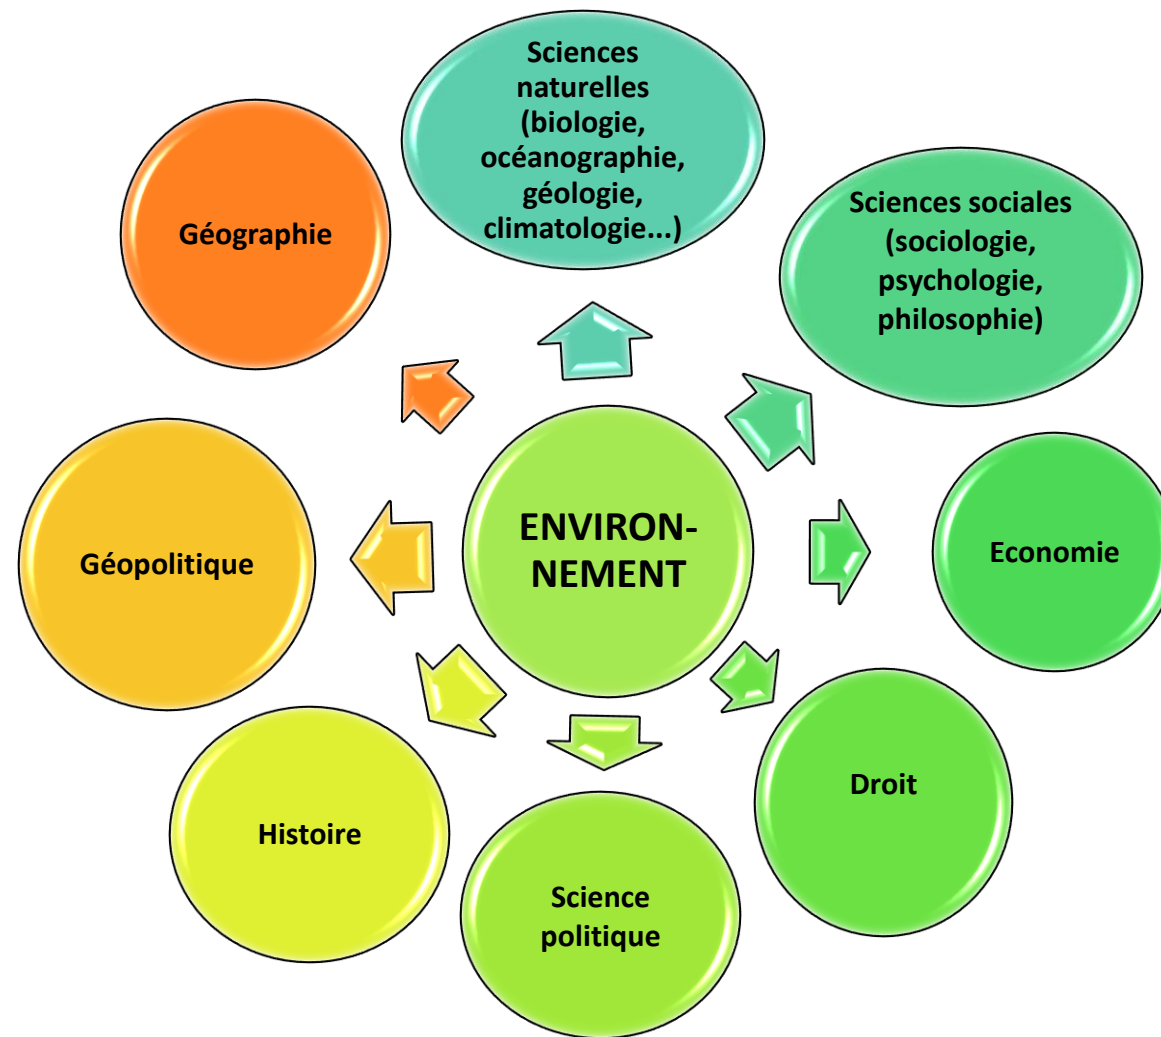 Sciences
naturelles
(biologie,
océanographie,
géologie,
climatologie...)
Sciences sociales
(sociologie,
psychologie,
philosophie)
Géographie
ENVIRON-
NEMENT
Economie
Géopolitique
Droit
Histoire
Science
politique